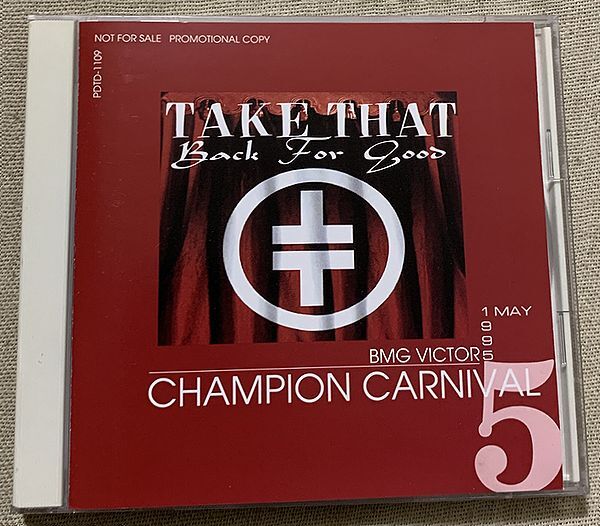 NOT FOR SALE PROMOTIONAL COPY
PDTD-1109
TAKE THAT
Back For Good
1 MAY
1995
BMG VICTOR
CHAMPION CARNIVAL
5